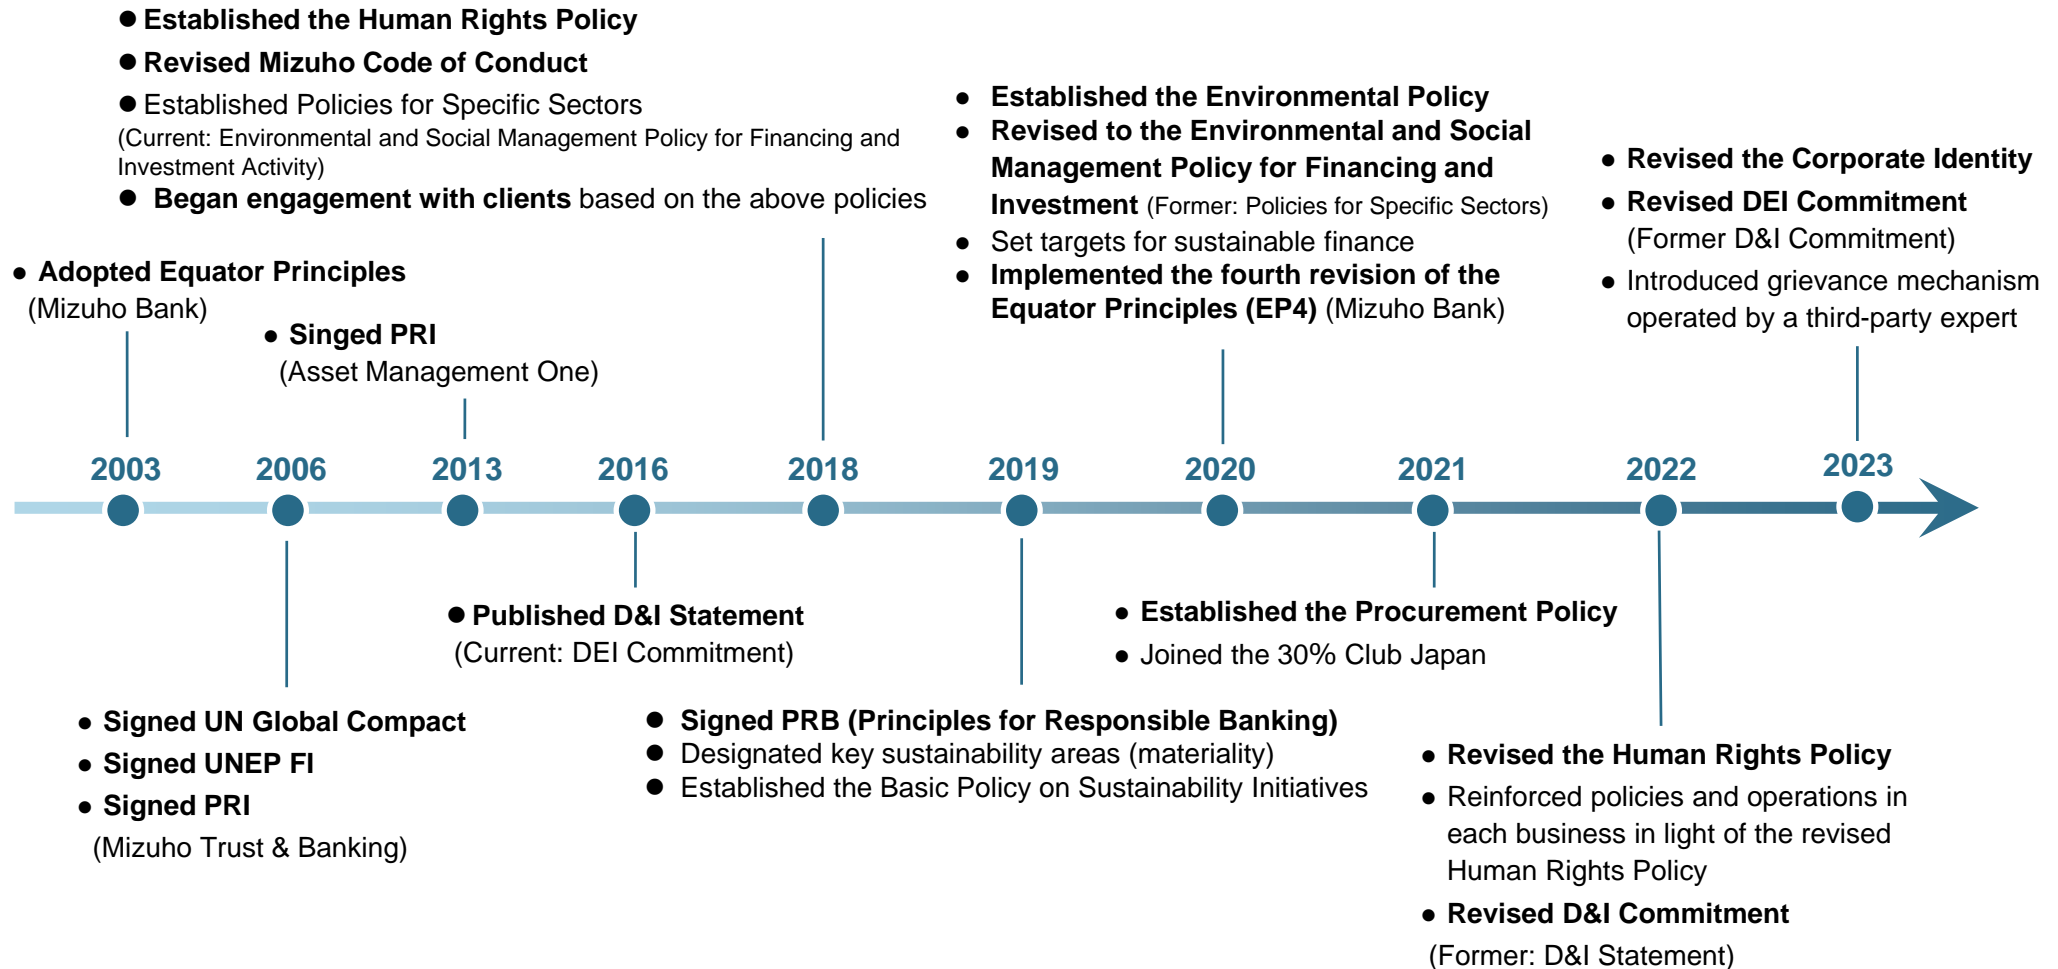 ● Established the Human Rights Policy
● Revised Mizuho Code of Conduct
● Established Policies for Specific Sectors
(Current: Environmental and Social Management Policy for Financing and
Investment Activity)
● Began engagement with clients based on the above policies
● Established the Environmental Policy
● Revised to the Environmental and Social
Management Policy for Financing and
Investment (Former: Policies for Specific Sectors)
● Set targets for sustainable finance
● Implemented the fourth revision of the
Equator Principles (EP4) (Mizuho Bank)
● Revised the Corporate Identity
● Revised DEI Commitment
(Former D&I Commitment)
● Introduced grievance mechanism
operated by a third-party expert
● Adopted Equator Principles
(Mizuho Bank)
● Singed PRI
(Asset Management One)
2003 2006 2013 2016 2018 2019 2020 2021 2022 2023
● Published D&I Statement
(Current: DEI Commitment)
● Established the Procurement Policy
● Joined the 30% Club Japan
● Signed UN Global Compact
● Signed UNEP FI
● Signed PRI
(Mizuho Trust & Banking)
● Signed PRB (Principles for Responsible Banking)
● Designated key sustainability areas (materiality)
● Established the Basic Policy on Sustainability Initiatives
● Revised the Human Rights Policy
● Reinforced policies and operations in
each business in light of the revised
Human Rights Policy
● Revised D&I Commitment
(Former: D&I Statement)